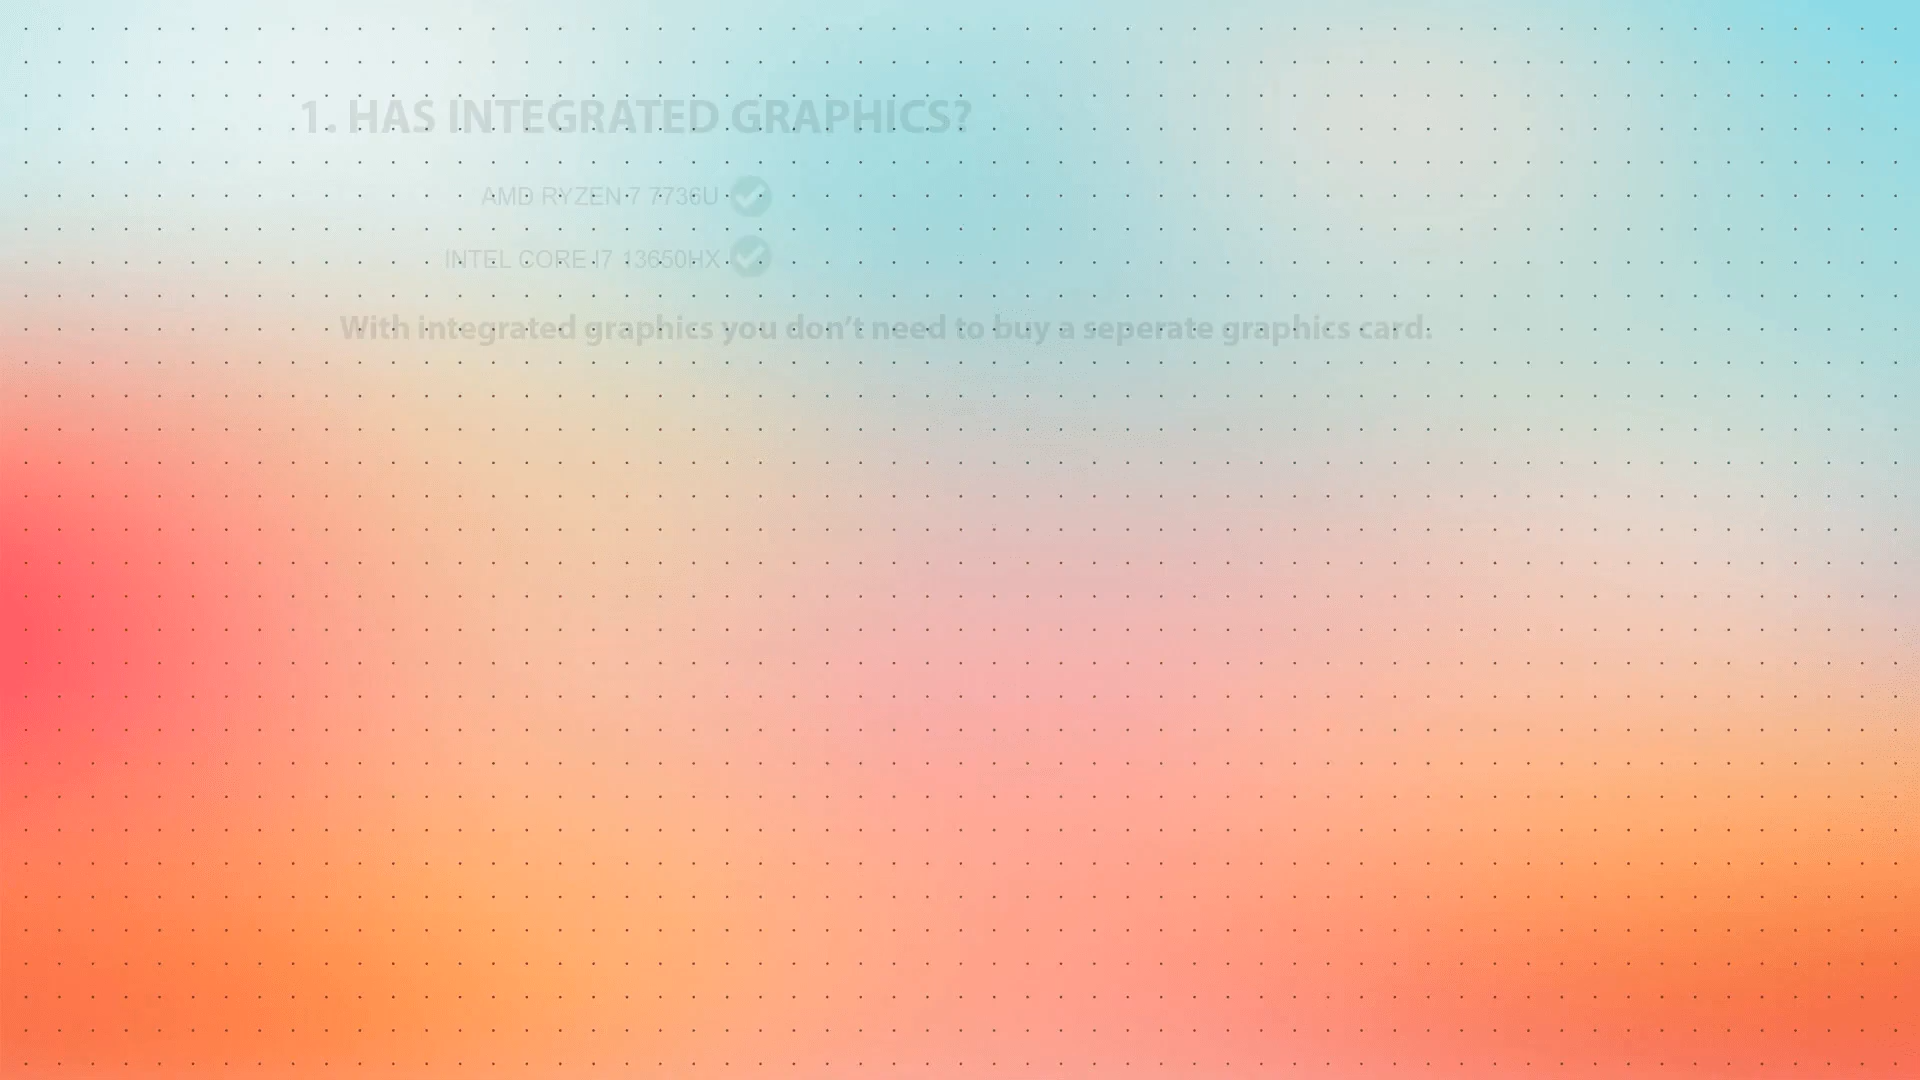 1. HAS INTEGRATED GRAPHICS?
AMD RYZEN 7 7736U
INTEL CORE I7 13650HX
With integrated graphics you don’t need to buy a seperate graphics card.